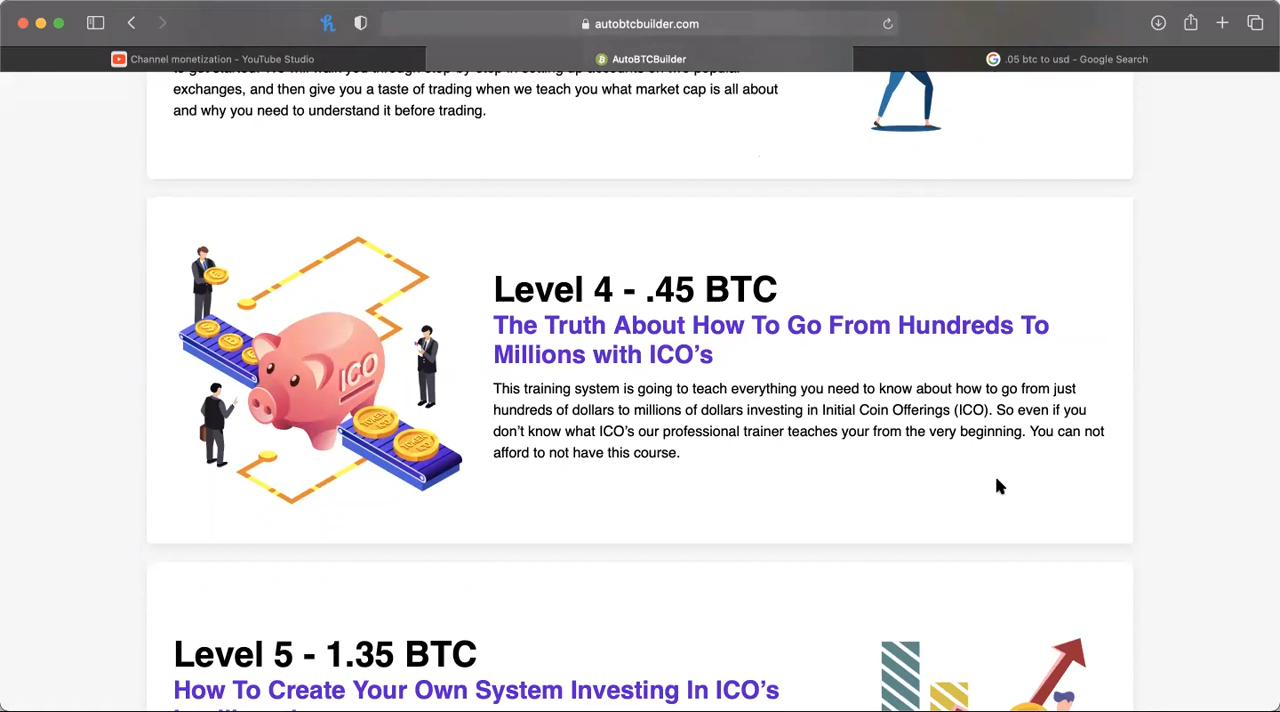 autobtcbuilder.com
Channel monetization - YouTube Studio
AutoBTCBuilder
.05 btc to usd - Google Search
exchanges, and then give you a taste of trading when we teach you what market cap is all about
and why you need to understand it before trading.
ICO
Level 4 - .45 BTC
The Truth About How To Go From Hundreds To
Millions with ICO's
This training system is going to teach everything you need to know about how to go from just
hundreds of dollars to millions of dollars investing in Initial Coin Offerings (ICO). So even if you
don't know what ICO's our professional trainer teaches your from the very beginning. You can not
afford to not have this course.
Level 5 - 1.35 BTC
How To Create Your Own System Investing In ICO's